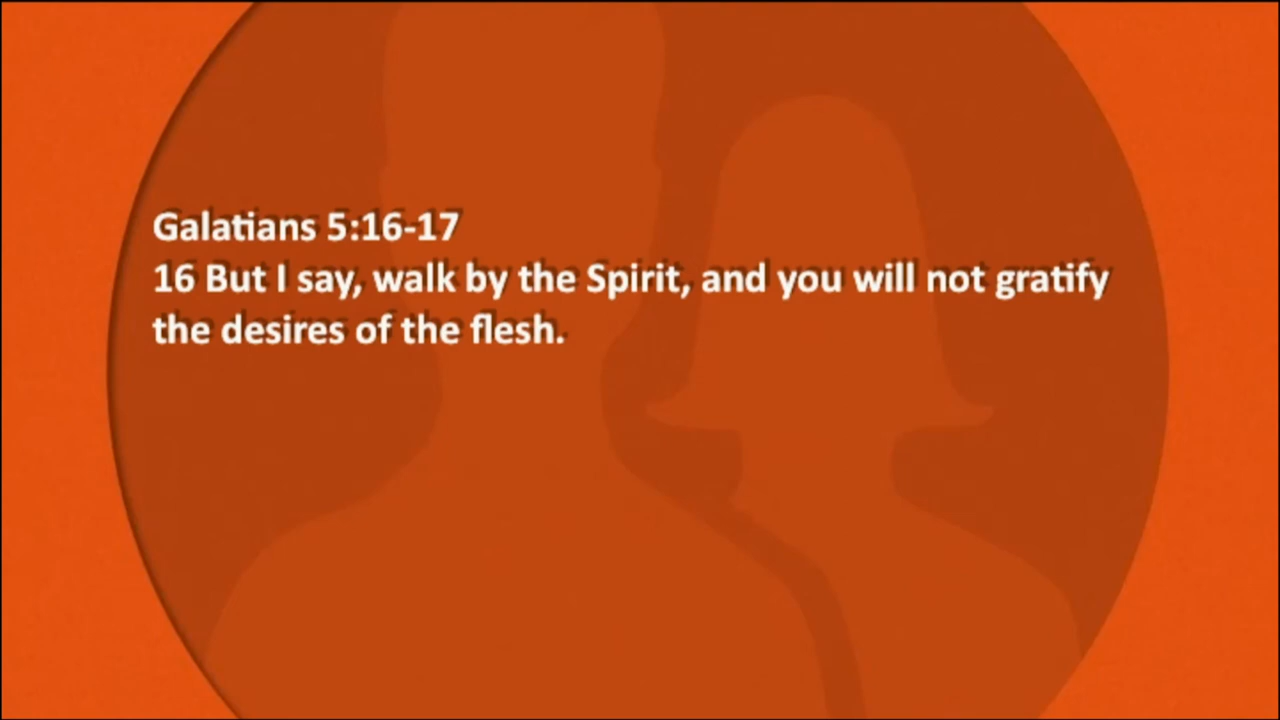 Galatians 5:16-17
16 But I say, walk by the Spirit, and you will not gratify
the desires of the flesh.